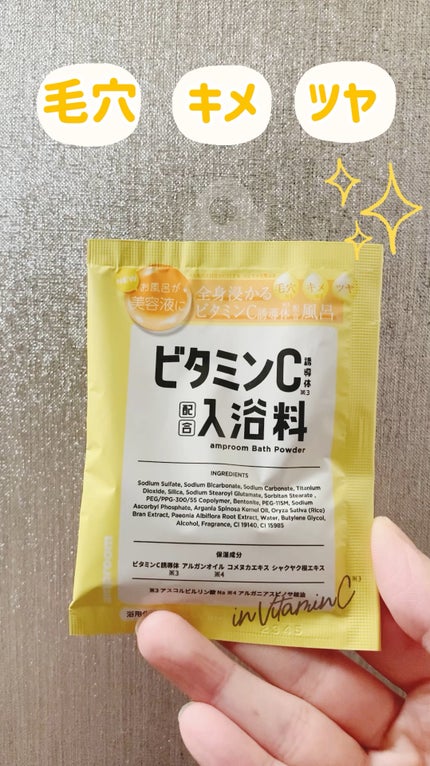 毛穴 キメ ツヤ
NEW
お風呂が
美容液に
全身浸かる 毛穴 キメ ツヤ
ビタミンC誘導体配合風呂
ビタミンC誘導体※3
配合 入浴料
amproom Bath Powder
INGREDIENTS
Sodium Sulfate, Sodium Bicarbonate, Sodium Carbonate, Titanium
Dioxide, Silica, Sodium Stearoyl Glutamate, Sorbitan Stearate,
PEG/PPG-300/55 Copolymer, Bentonite, PEG-115M, Sodium
Ascorbyl Phosphate, Argania Spinosa Kernel Oil, Oryza Sativa (Rice)
Bran Extract, Paeonia Albiflora Root Extract, Water, Butylene Glycol,
Alcohol, Fragrance, CI 19140, CI 15985
保湿成分
ビタミンC誘導体 アルガンオイル コメヌカエキス シャクヤク根エキス
※3 ※4
※3 アスコルビルリン酸Na ※4 アルガニアスピノサ核油
amproom
in VitaminC※3
浴用